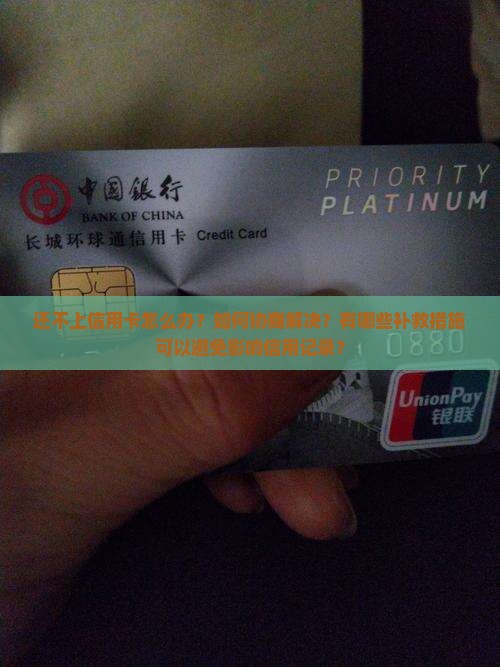 中國銀行
BANK OF CHINA
长城环球通信用卡 Credit Card
PRIORITY
PLATINUM
还不上信用卡怎么办？如何协商解决？有哪些补救措施
可以避免影响信用记录？
0880
UnionPay
银联